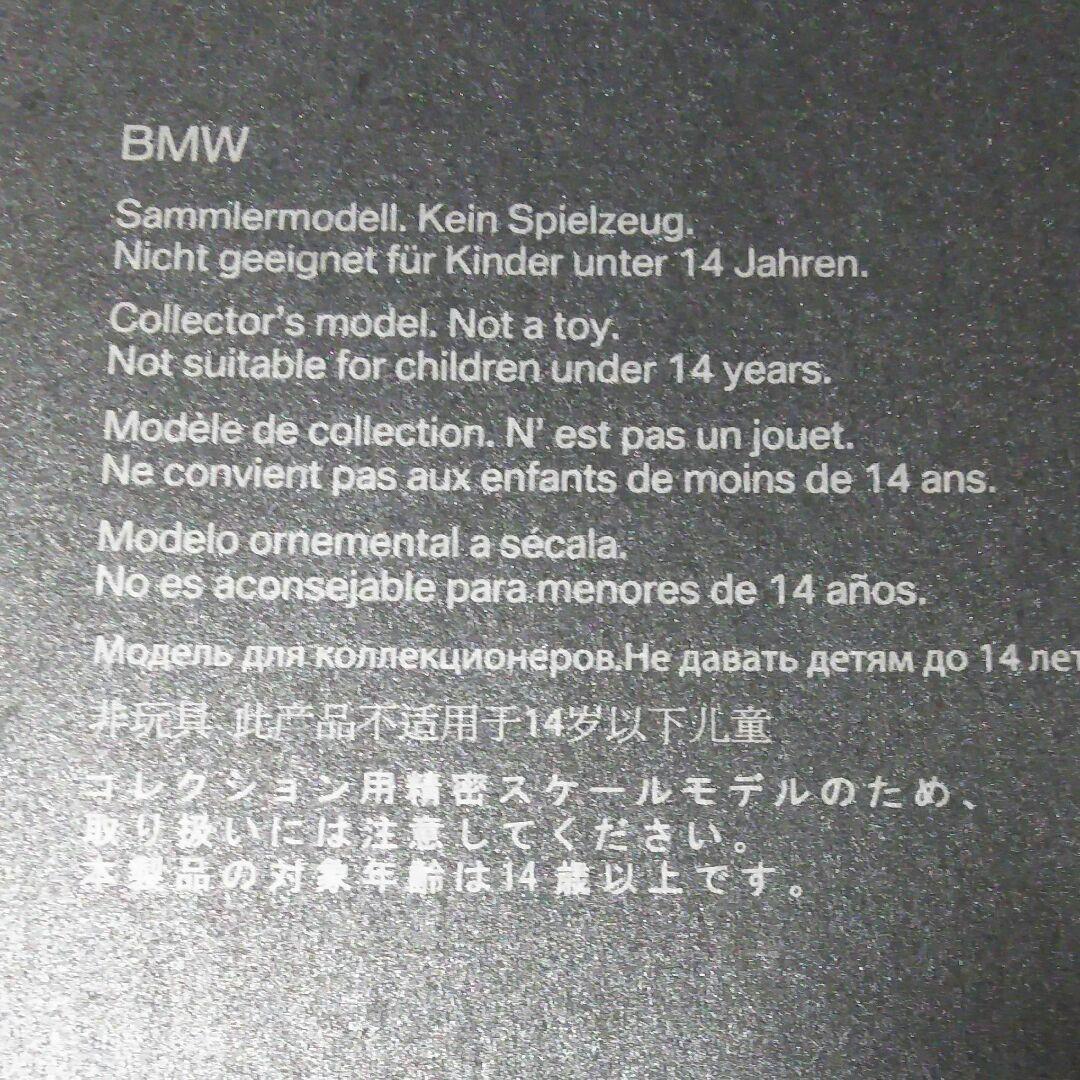 BMW
Sammlermodell. Kein Spielzeug.
Nicht geeignet für Kinder unter 14 Jahren.
Collector's model. Not a toy.
Not suitable for children under 14 years.
Modèle de collection. N' est pas un jouet.
Ne convient pas aux enfants de moins de 14 ans.
Modelo ornemental a sécala.
No es aconsejable para menores de 14 años.
Модель для коллекционеров.Не давать детям до 14 лет
非玩具 此产品不适用于14岁以下儿童
コレクション用精密スケールモデルのため、
取り扱いには注意してください。
本製品の対象年齢は14歳以上です。